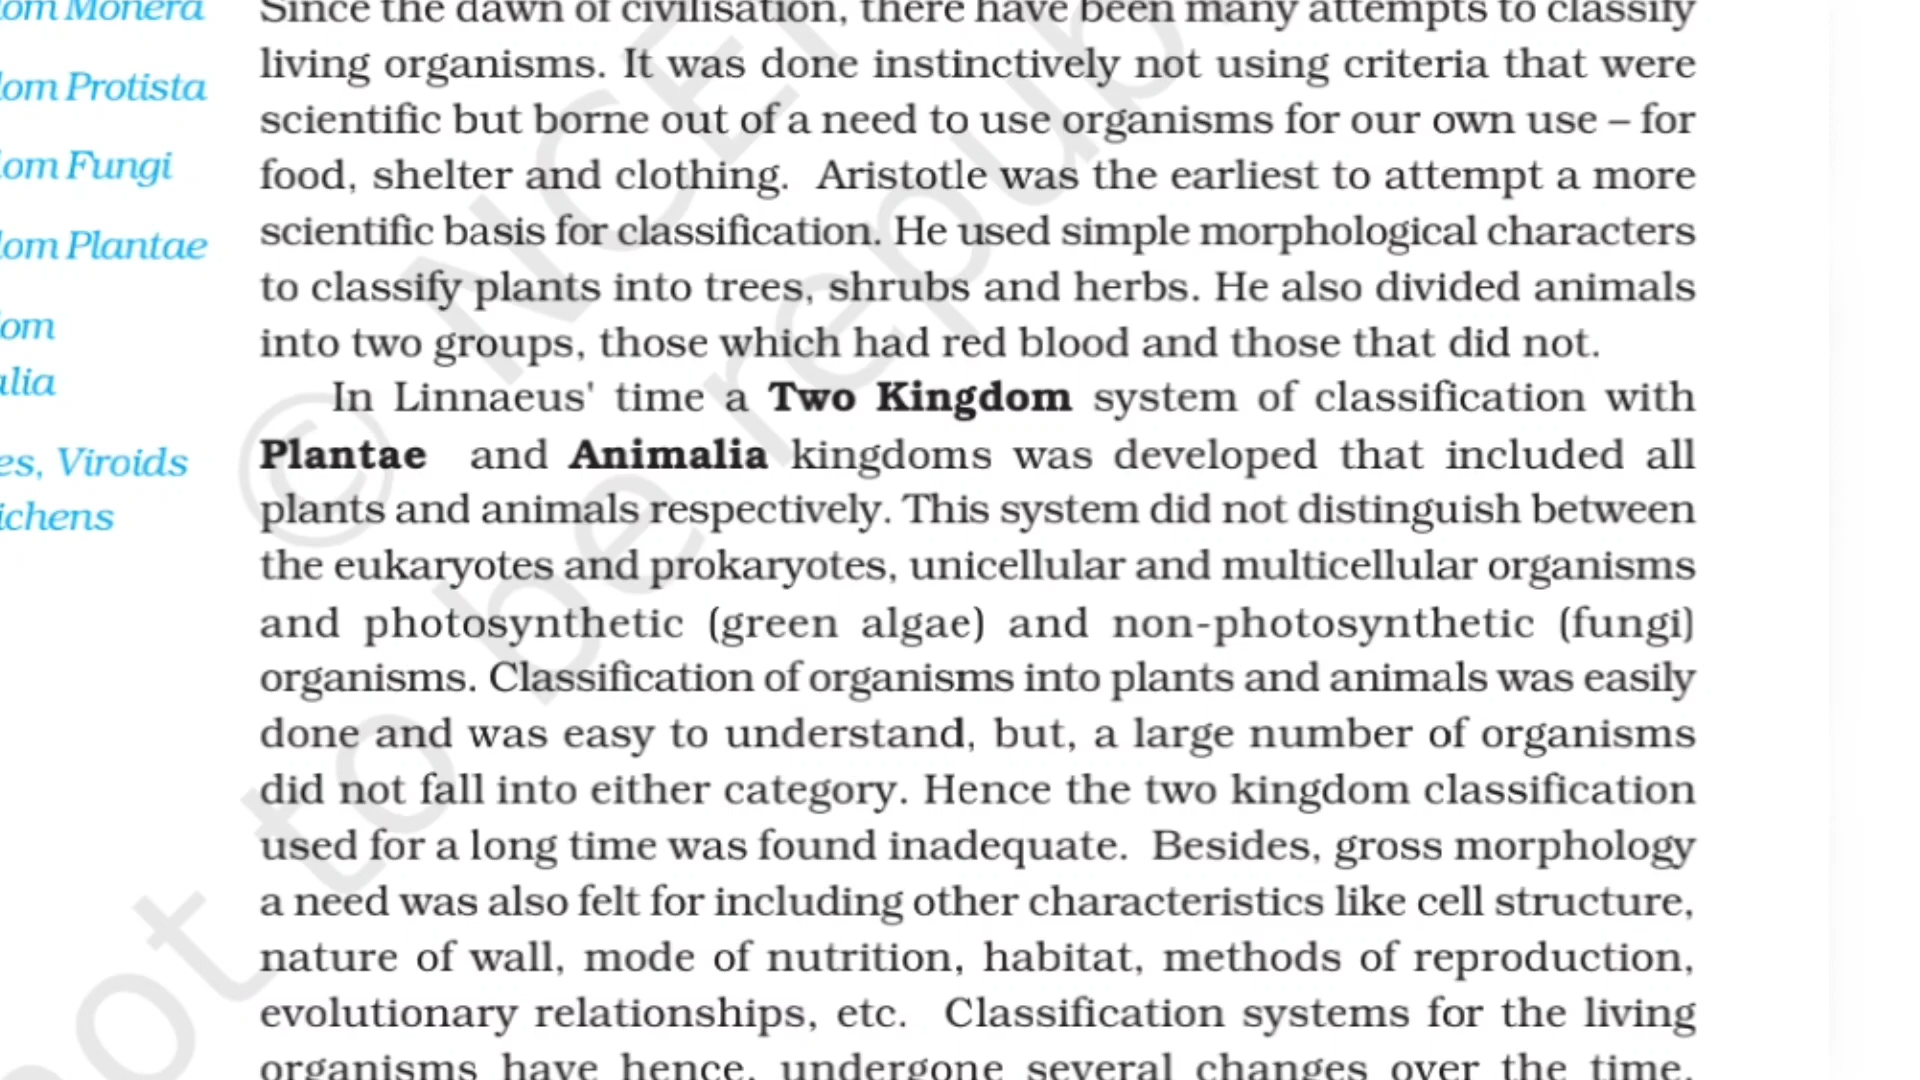 dom Monera
dom Protista
dom Fungi
dom Plantae
dom
alia
es, Viroids
ichens
Since the dawn of civilisation, there have been many attempts to classify
living organisms. It was done instinctively not using criteria that were
scientific but borne out of a need to use organisms for our own use – for
food, shelter and clothing. Aristotle was the earliest to attempt a more
scientific basis for classification. He used simple morphological characters
to classify plants into trees, shrubs and herbs. He also divided animals
into two groups, those which had red blood and those that did not.
In Linnaeus' time a Two Kingdom system of classification with
Plantae and Animalia kingdoms was developed that included all
plants and animals respectively. This system did not distinguish between
the eukaryotes and prokaryotes, unicellular and multicellular organisms
and photosynthetic (green algae) and non-photosynthetic (fungi)
organisms. Classification of organisms into plants and animals was easily
done and was easy to understand, but, a large number of organisms
did not fall into either category. Hence the two kingdom classification
used for a long time was found inadequate. Besides, gross morphology
a need was also felt for including other characteristics like cell structure,
nature of wall, mode of nutrition, habitat, methods of reproduction,
evolutionary relationships, etc. Classification systems for the living
organisms have hence, undergone several changes over the time.
© NCE
not to be repub